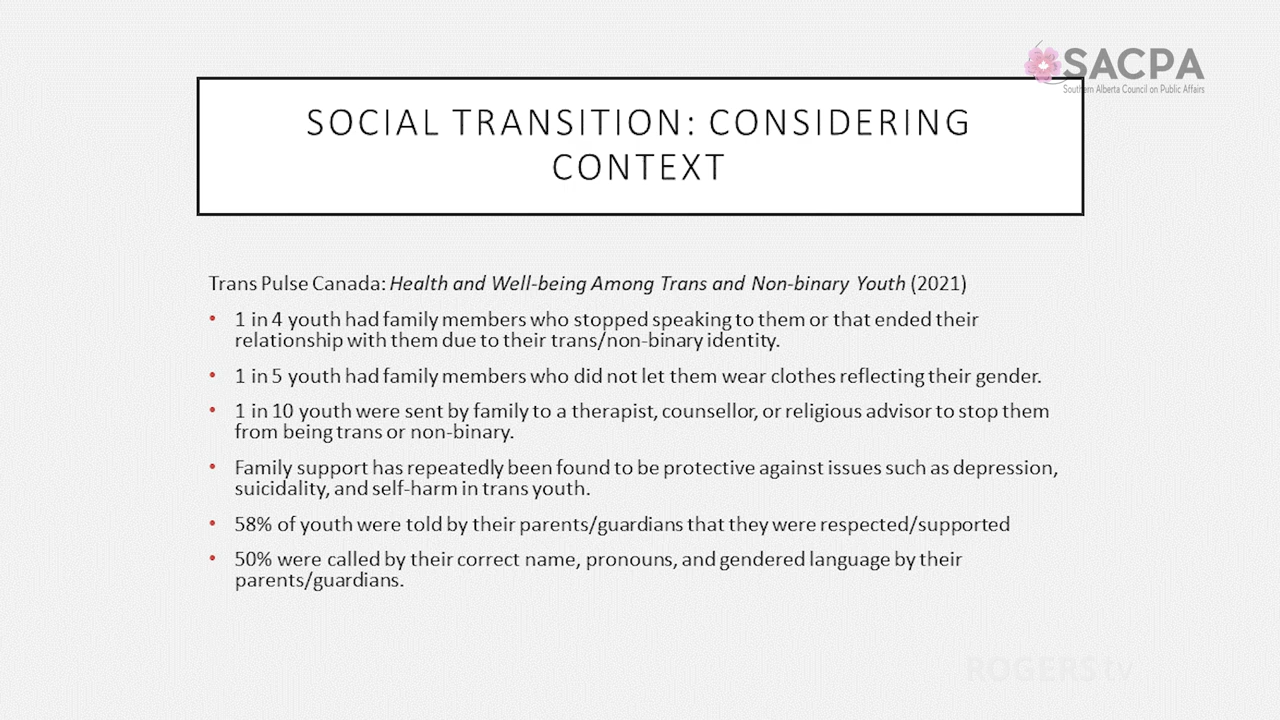 SACPA
Southern Alberta Council on Public Affairs
SOCIAL TRANSITION: CONSIDERING
CONTEXT
Trans Pulse Canada: Health and Well-being Among Trans and Non-binary Youth (2021)
• 1 in 4 youth had family members who stopped speaking to them or that ended their
relationship with them due to their trans/non-binary identity.
• 1 in 5 youth had family members who did not let them wear clothes reflecting their gender.
• 1 in 10 youth were sent by family to a therapist, counsellor, or religious advisor to stop them
from being trans or non-binary.
• Family support has repeatedly been found to be protective against issues such as depression,
suicidality, and self-harm in trans youth.
• 58% of youth were told by their parents/guardians that they were respected/supported
• 50% were called by their correct name, pronouns, and gendered language by their
parents/guardians.
ROGERS tv